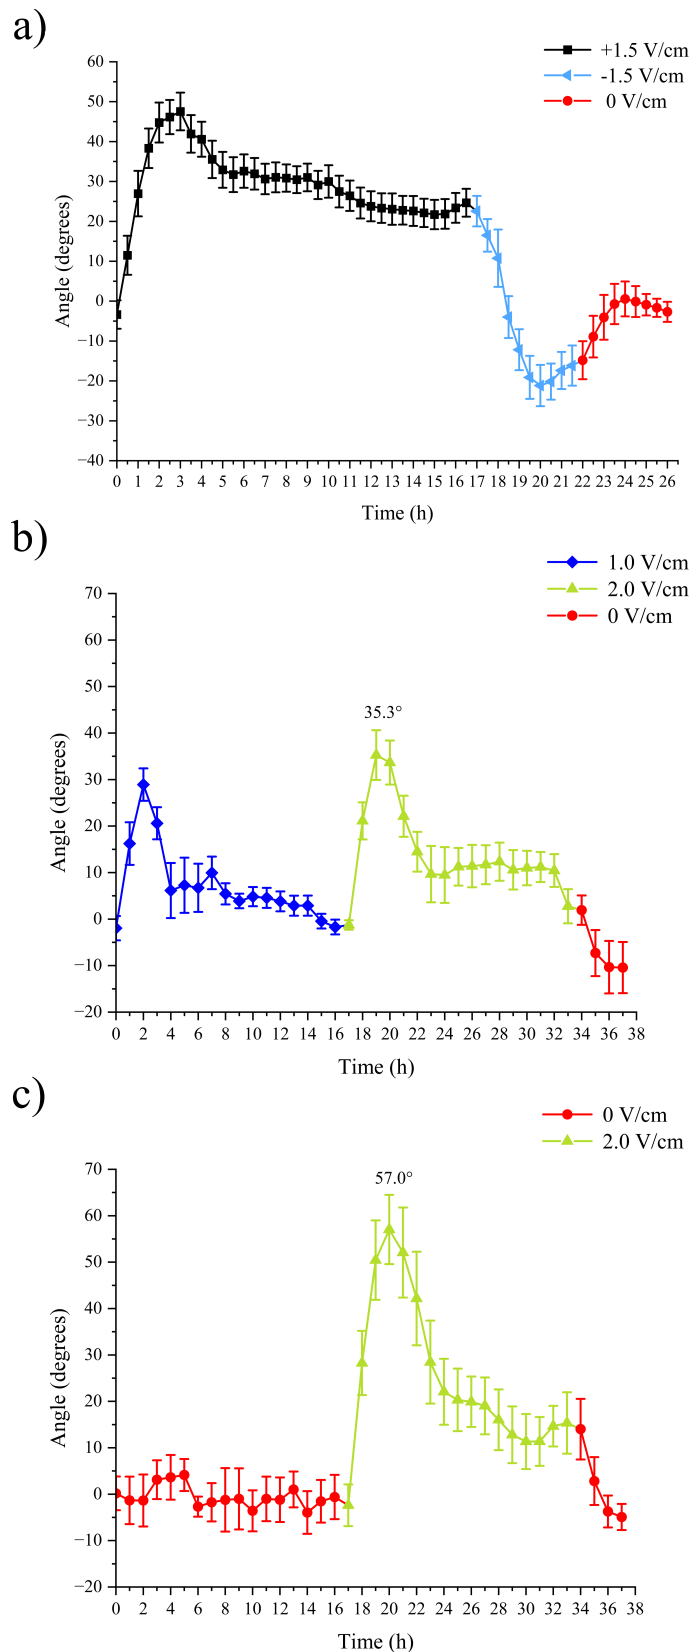 a)
+1.5 V/cm
-1.5 V/cm
0 V/cm
60
50
40
30
20
10
0
−10
−20
−30
−40
Angle (degrees)
0 1 2 3 4 5 6 7 8 9 10 11 12 13 14 15 16 17 18 19 20 21 22 23 24 25 26
Time (h)
b)
1.0 V/cm
2.0 V/cm
0 V/cm
70
60
50
40
30
20
10
0
−10
−20
Angle (degrees)
35.3°
0 2 4 6 8 10 12 14 16 18 20 22 24 26 28 30 32 34 36 38
Time (h)
c)
0 V/cm
2.0 V/cm
70
60
50
40
30
20
10
0
−10
−20
Angle (degrees)
57.0°
0 2 4 6 8 10 12 14 16 18 20 22 24 26 28 30 32 34 36 38
Time (h)